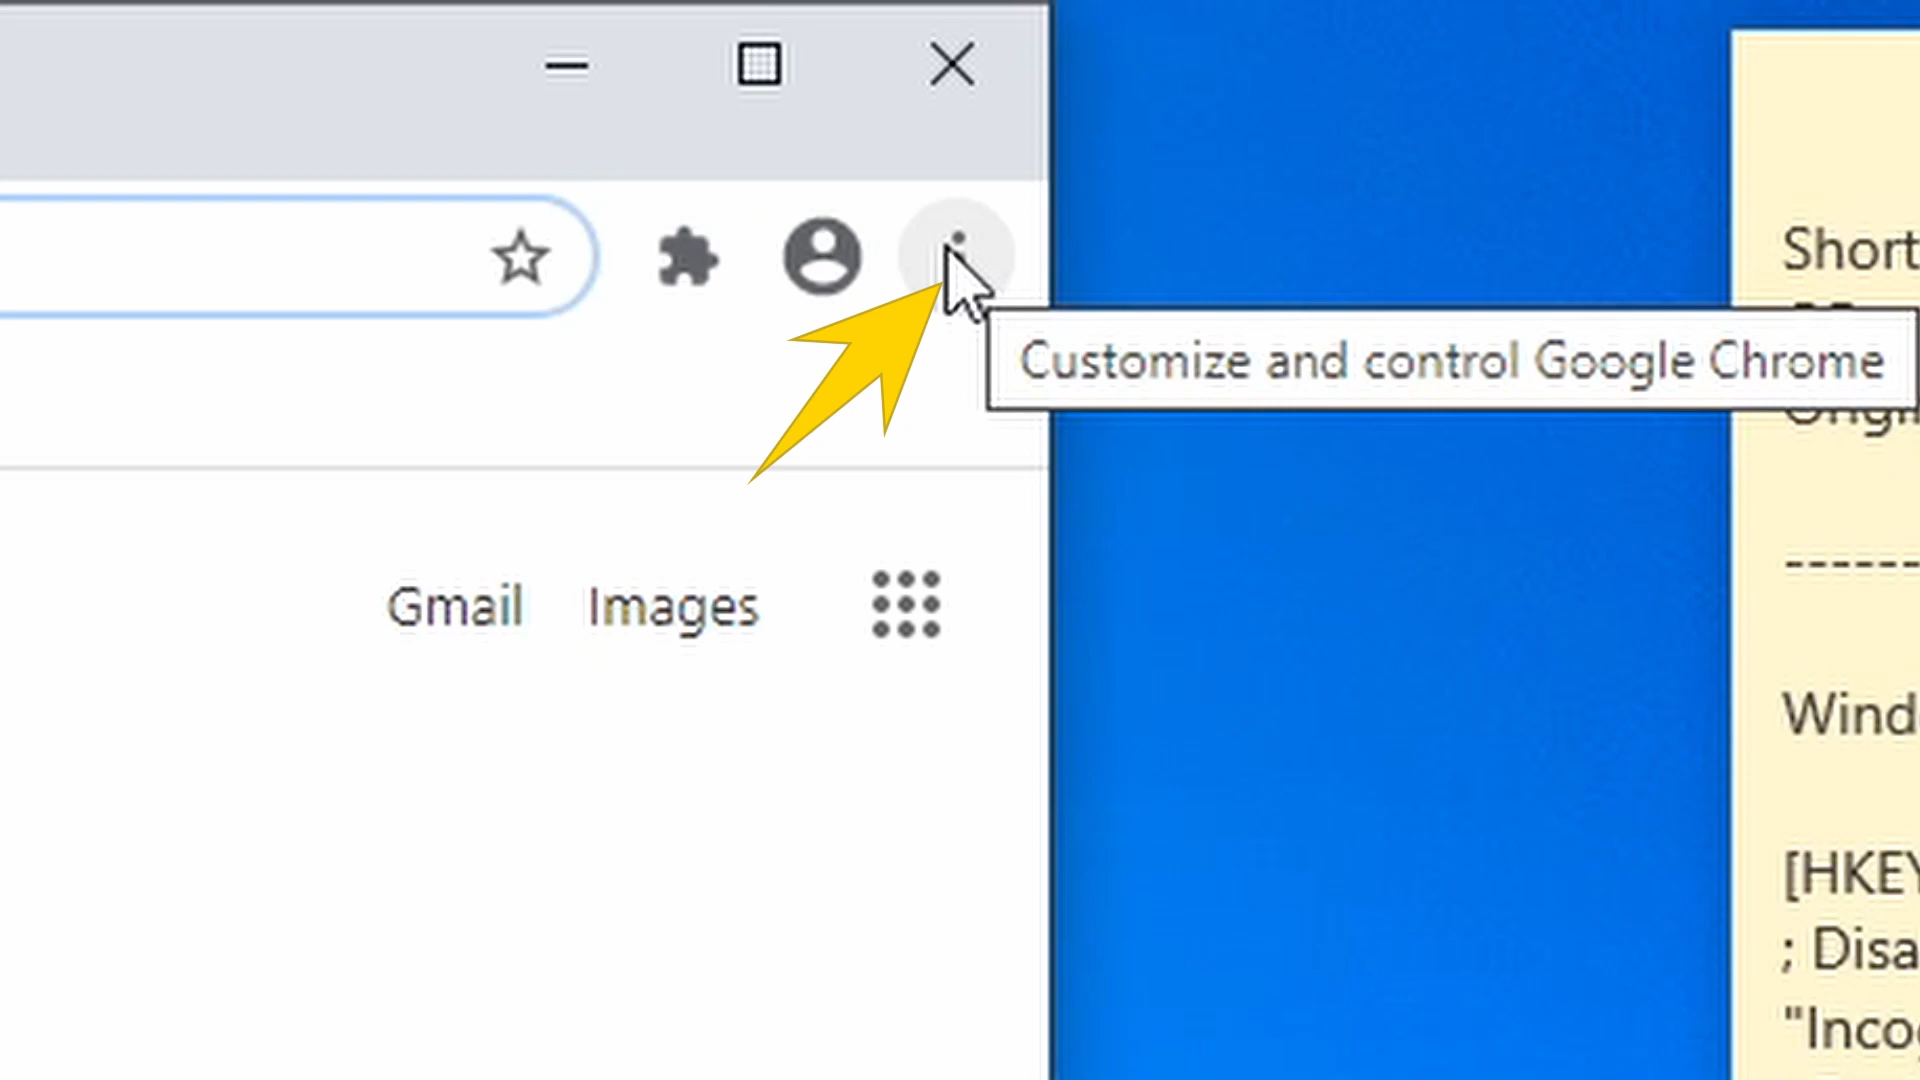 Customize and control Google Chrome
Gmail Images
Short
------
Wind
[HKEY
; Disa
"Inco